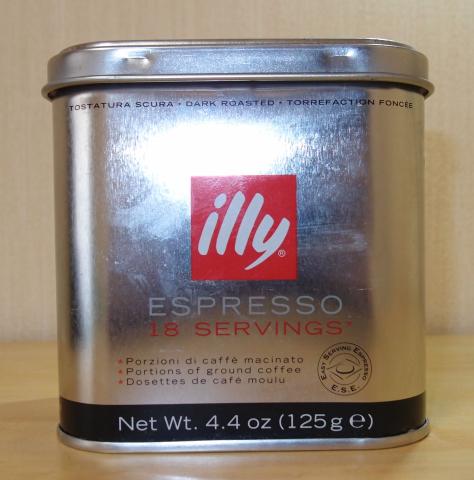 TOSTATURA SCURA • DARK ROASTED • TORREFACTION FONCÉE
illy®
ESPRESSO
18 SERVINGS*
*Porzioni di caffè macinato
*Portions of ground coffee
*Dosettes de café moulu
EASY SERVING ESPRESSO
E.S.E.
Net Wt. 4.4 oz (125g ℮)